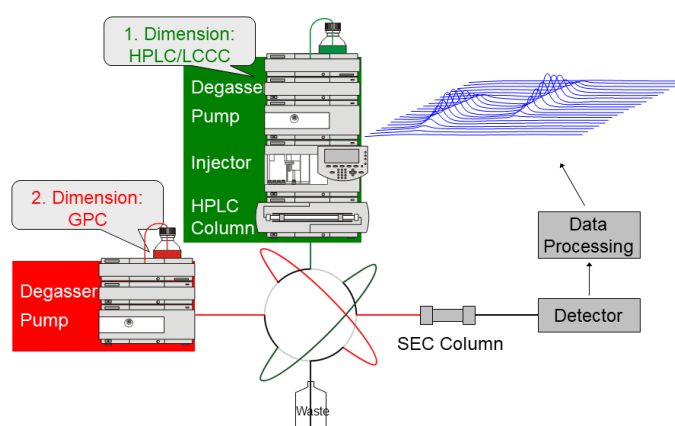 1. Dimension:
HPLC/LCCC
Degasser
Pump
Injector
HPLC
Column
2. Dimension:
GPC
Degasser
Pump
Data
Processing
Detector
SEC Column
Waste